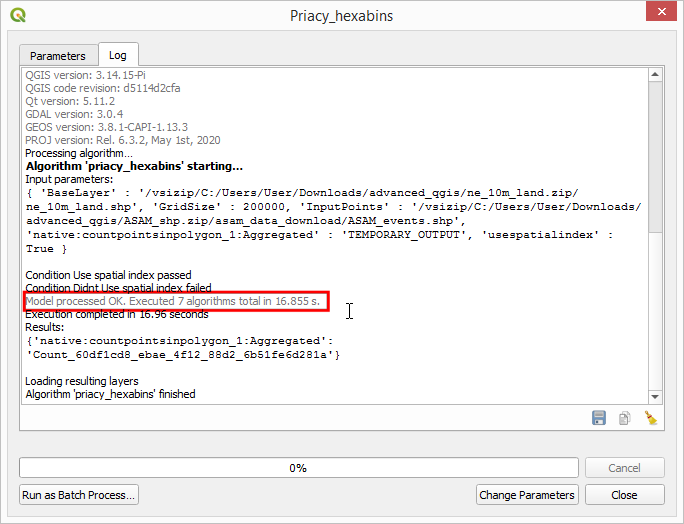 Priacy_hexabins
Parameters
Log
QGIS version: 3.14.15-Pi
QGIS code revision: d5114d2cfa
Qt version: 5.11.2
GDAL version: 3.0.4
GEOS version: 3.8.1-CAPI-1.13.3
PROJ version: Rel. 6.3.2, May 1st, 2020
Processing algorithm…
Algorithm 'priacy_hexabins' starting…
Input parameters:
{ 'BaseLayer' : '/vsizip/C:/Users/User/Downloads/advanced_qgis/ne_10m_land.zip/
ne_10m_land.shp', 'GridSize' : 200000, 'InputPoints' : '/vsizip/C:/Users/User/Downloads/
advanced_qgis/ASAM_shp.zip/asam_data_download/ASAM_events.shp',
'native:countpointsinpolygon_1:Aggregated' : 'TEMPORARY_OUTPUT', 'usespatialindex' :
True }
Condition Use spatial index passed
Condition Didnt Use spatial index failed
Model processed OK. Executed 7 algorithms total in 16.855 s.
Execution completed in 16.96 seconds
Results:
{'native:countpointsinpolygon_1:Aggregated':
'Count_60df1cd8_ebae_4f12_88d2_6b51fe6d281a'}
Loading resulting layers
Algorithm 'priacy_hexabins' finished
0%
Cancel
Run as Batch Process…
Change Parameters
Close